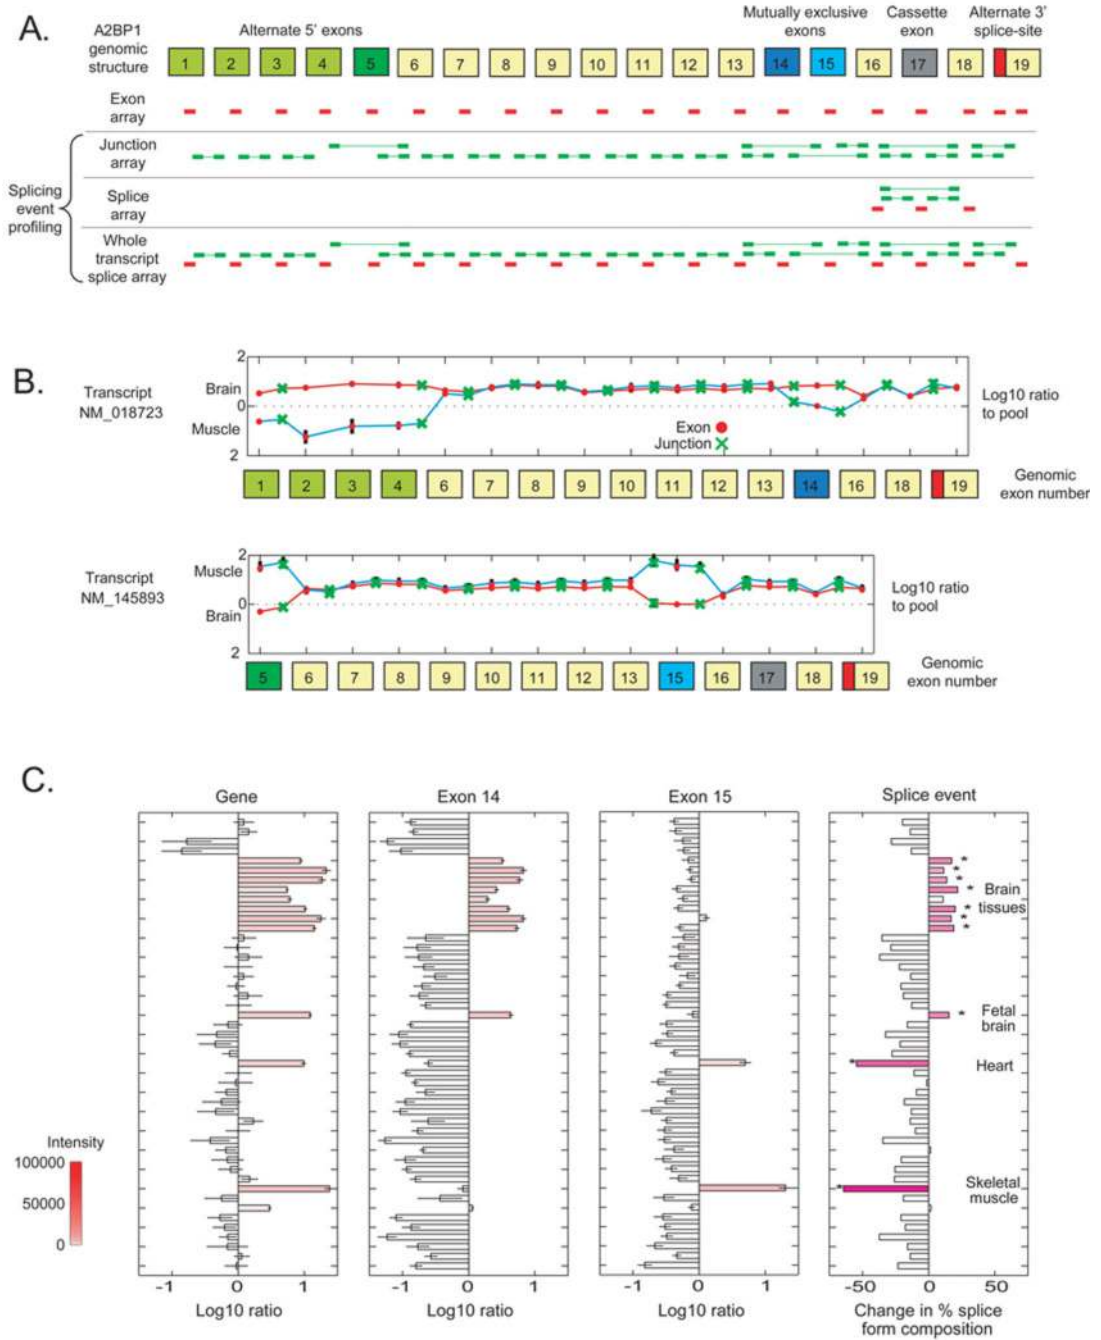 A.
A2BP1
genomic
structure
Alternate 5' exons
Mutually exclusive
exons
Cassette
exon
Alternate 3'
splice-site
1 2 3 4 5 6 7 8 9 10 11 12 13 14 15 16 17 18 19
Exon
array
Splicing
event
profiling
Junction
array
Splice
array
Whole
transcript
splice array
B.
Transcript
NM_018723
2
Brain
0
Muscle
2
Exon
Junction
Log10 ratio
to pool
1 2 3 4 6 7 8 9 10 11 12 13 14 16 18 19
Genomic
exon number
Transcript
NM_145893
2
Muscle
0
Brain
2
Log10 ratio
to pool
5 6 7 8 9 10 11 12 13 15 16 17 18 19
Genomic
exon number
C.
Gene
Exon 14
Exon 15
Splice event
* * * * * * *
Brain
tissues
*
Fetal
brain
*
Heart
*
Skeletal
muscle
Intensity
100000
50000
0
-1 0 1
Log10 ratio
-1 0 1
Log10 ratio
-1 0 1
Log10 ratio
-50 0 50
Change in % splice
form composition